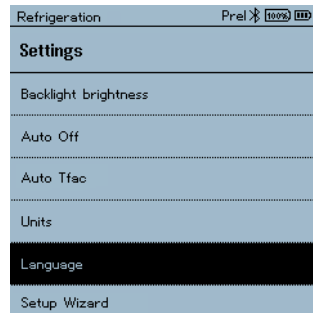 Refrigeration Prel 100%
Settings
Backlight brightness
Auto Off
Auto Tfac
Units
Language
Setup Wizard